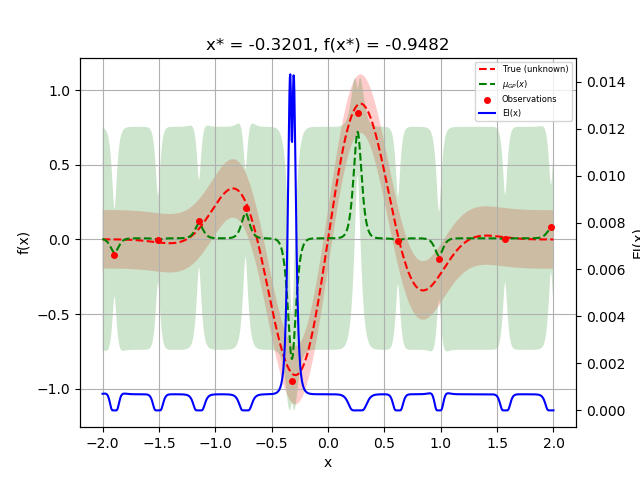 x* = -0.3201, f(x*) = -0.9482
True (unknown)
μGP(x)
Observations
EI(x)
1.0
0.5
0.0
−0.5
−1.0
f(x)
0.014
0.012
0.010
0.008
0.006
0.004
0.002
0.000
EI(x)
−2.0 −1.5 −1.0 −0.5 0.0 0.5 1.0 1.5 2.0
x